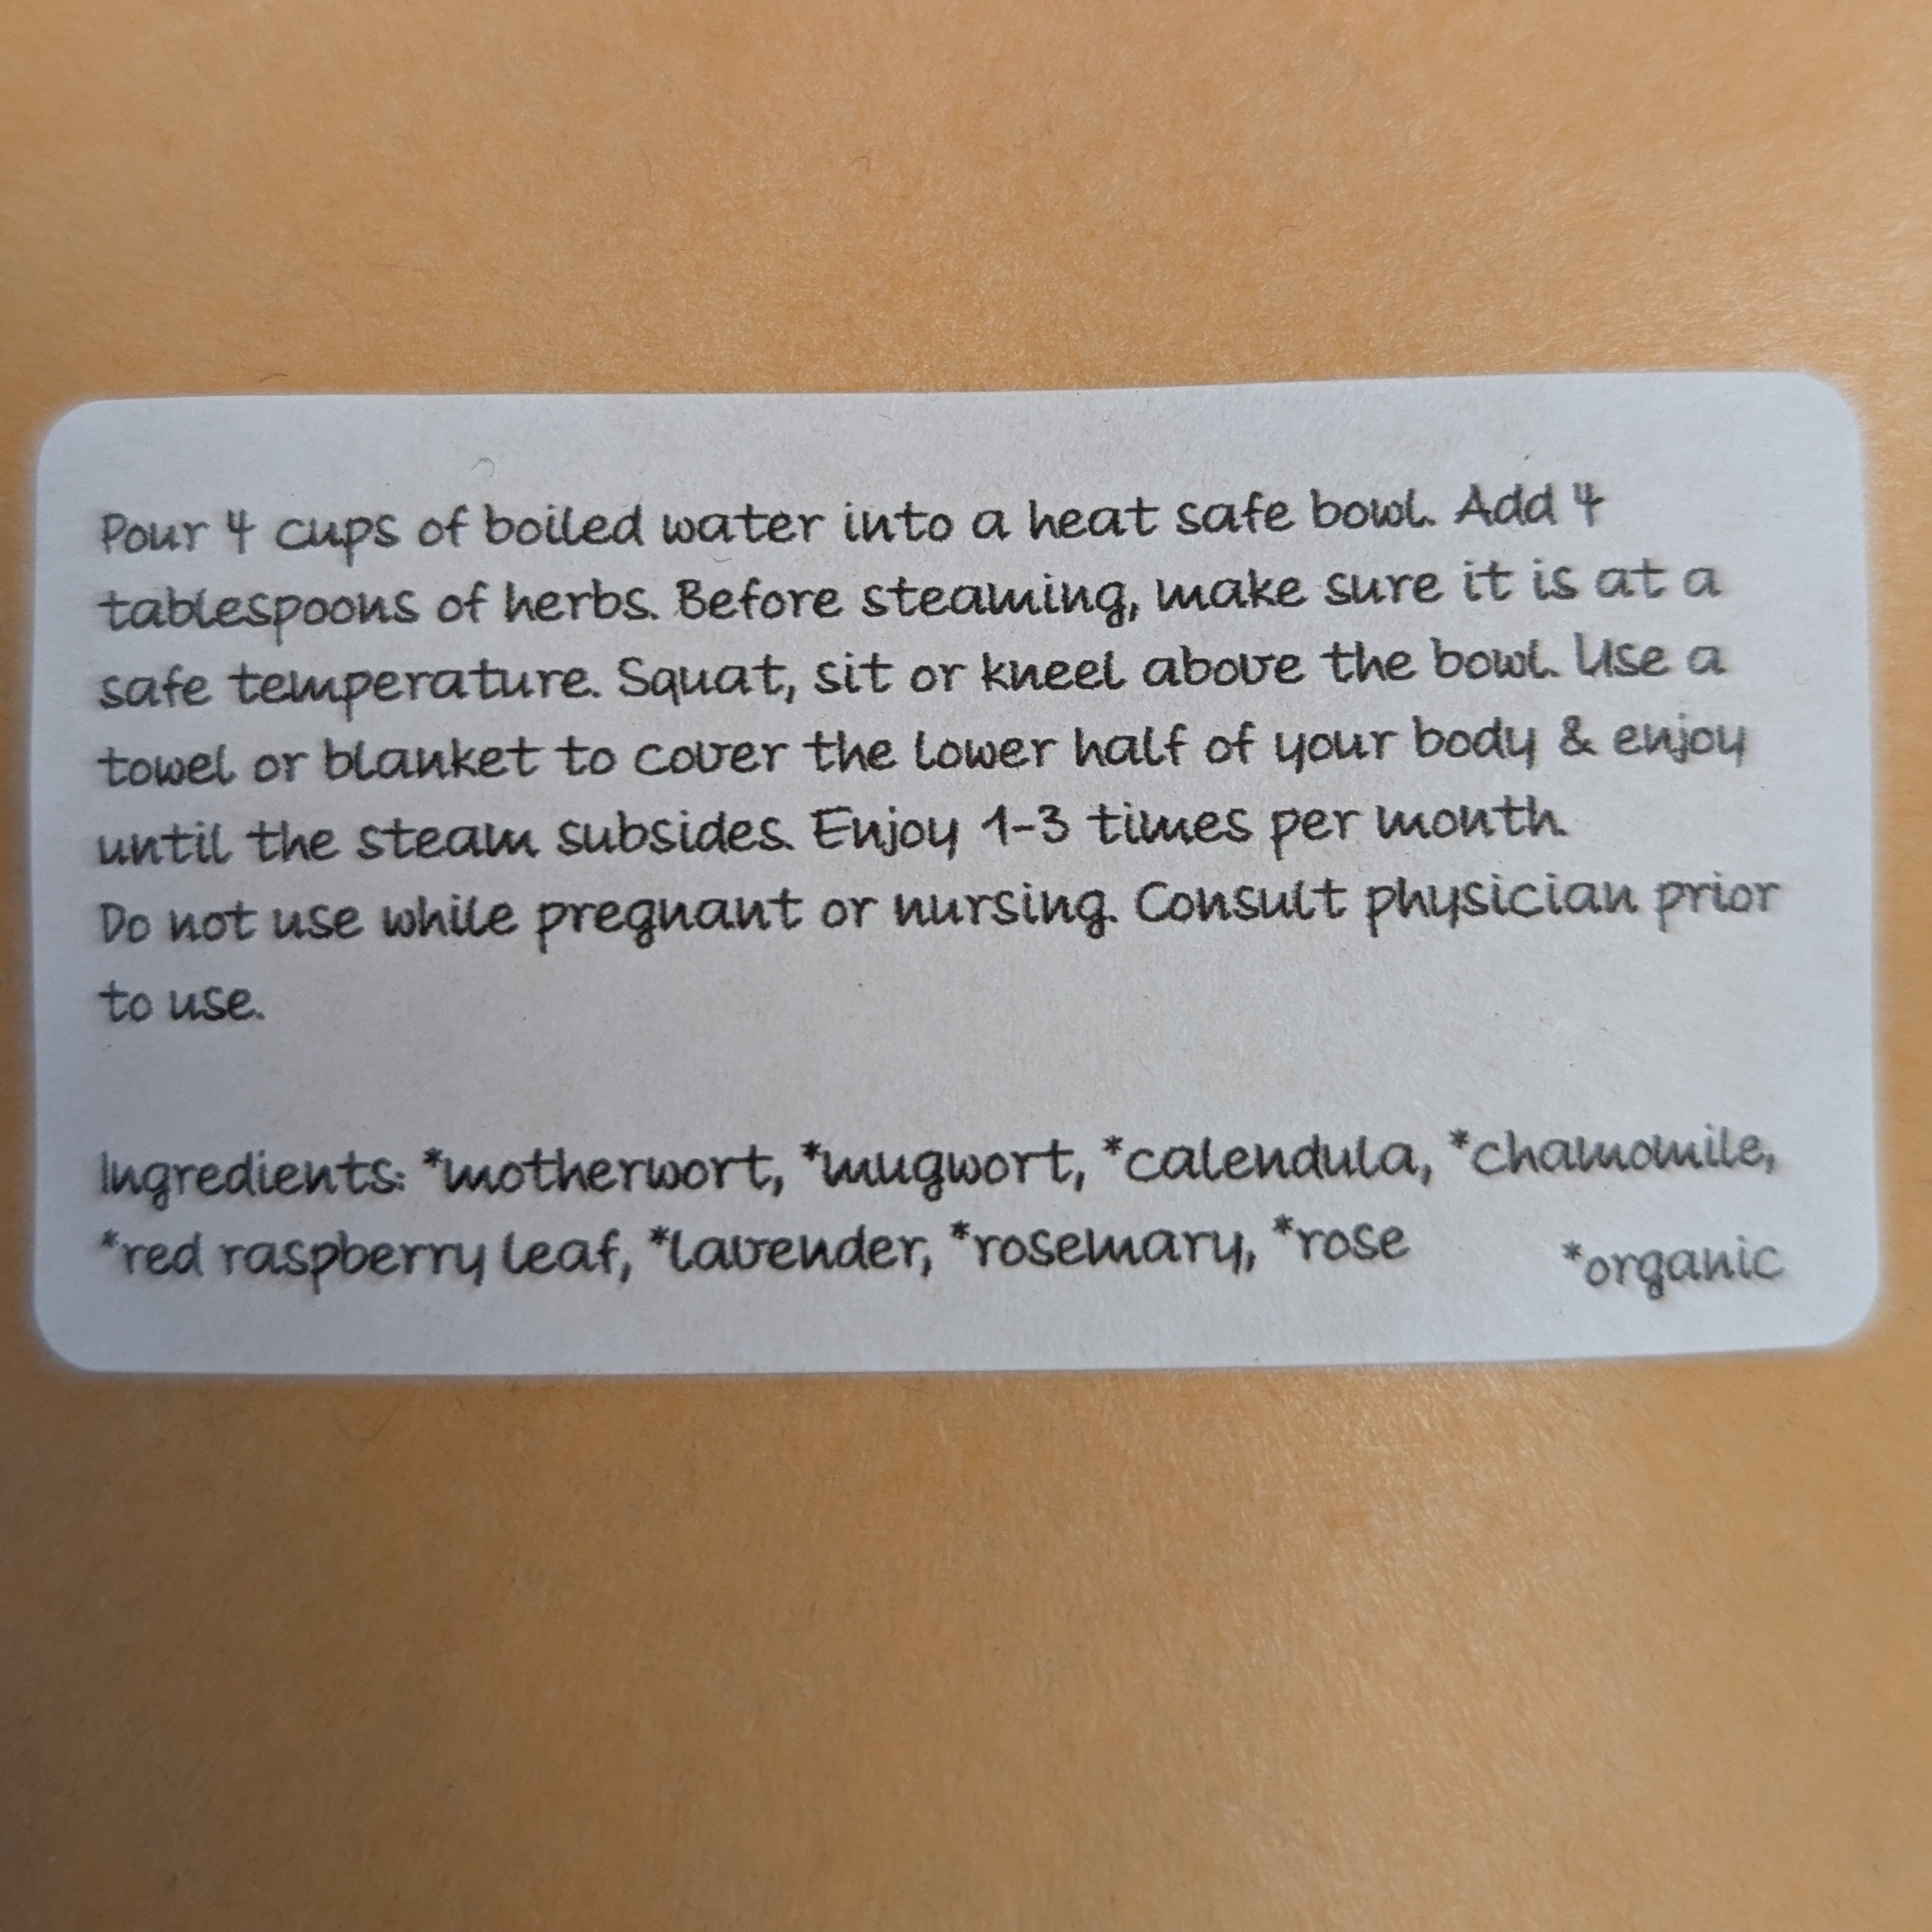 Pour 4 cups of boiled water into a heat safe bowl. Add 4
tablespoons of herbs. Before steaming, make sure it is at a
safe temperature. Squat, sit or kneel above the bowl. Use a
towel or blanket to cover the lower half of your body & enjoy
until the steam subsides. Enjoy 1-3 times per month.
Do not use while pregnant or nursing. Consult physician prior
to use.
Ingredients: *motherwort, *mugwort, *calendula, *chamomile,
*red raspberry leaf, *lavender, *rosemary, *rose
*organic